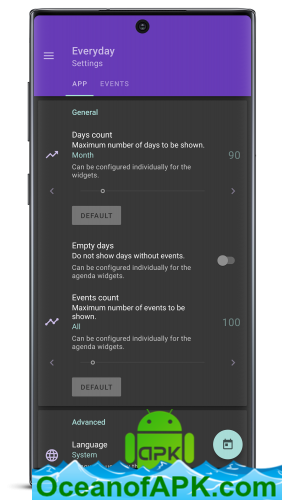 Everyday
Settings
APP EVENTS
General
Days count
Maximum number of days to be shown.
Month
Can be configured individually for the
widgets.
90
DEFAULT
Empty days
Do not show days without events.
Can be configured individually for the
agenda widgets.
Events count
Maximum number of events to be
shown.
All
Can be configured individually for the
agenda widgets.
100
DEFAULT
Advanced
Language
System
APK
OceanofAPK.com